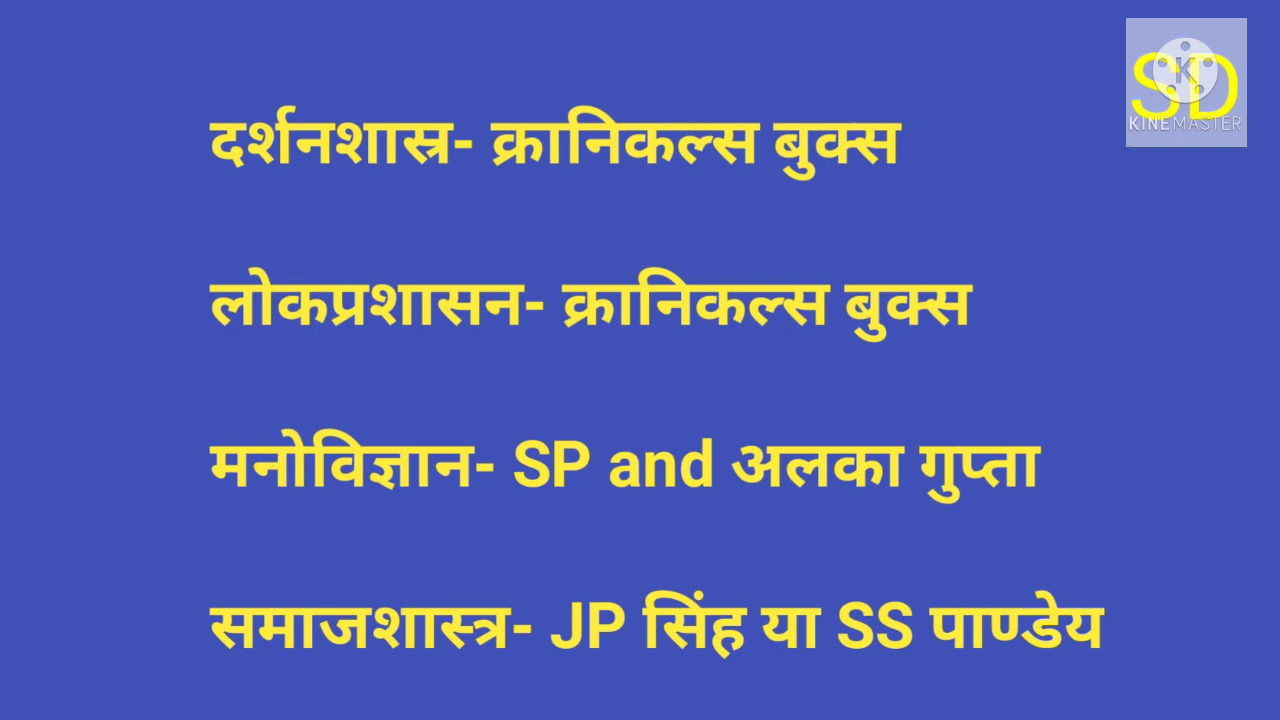 SD
K
KINEMASTER
दर्शनशास्र- क्रानिकल्स बुक्स
लोकप्रशासन- क्रानिकल्स बुक्स
मनोविज्ञान- SP and अलका गुप्ता
समाजशास्त्र- JP सिंह या SS पाण्डेय